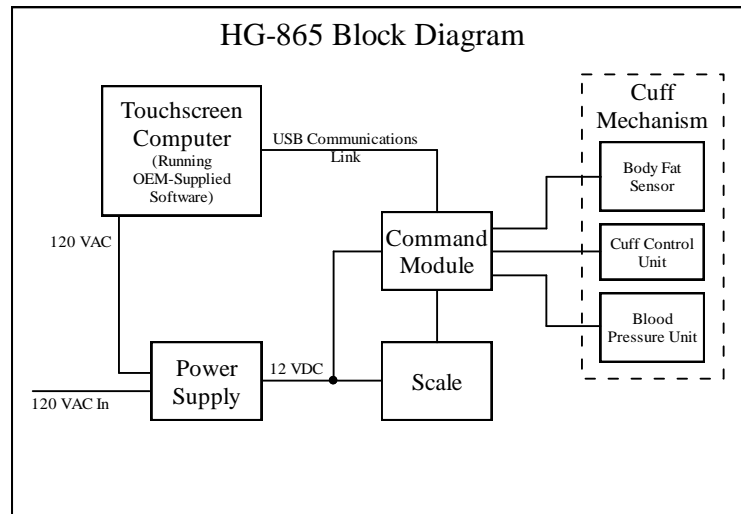 HG-865 Block Diagram
Touchscreen
Computer
(Running
OEM-Supplied
Software)
USB Communications
Link
Cuff
Mechanism
Body Fat
Sensor
120 VAC
Command
Module
Cuff Control
Unit
Blood
Pressure Unit
Power
Supply
12 VDC
Scale
120 VAC In